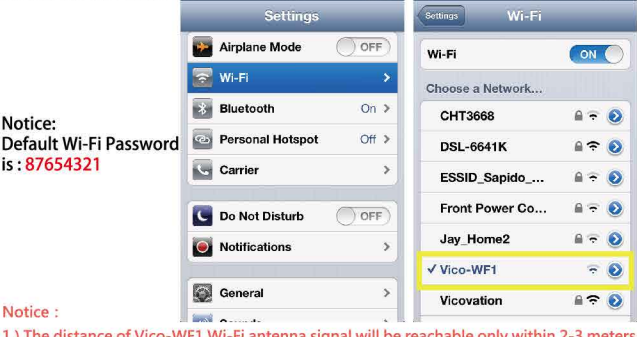 Settings
Airplane Mode OFF
Wi-Fi
Bluetooth On
Personal Hotspot Off
Carrier
Do Not Disturb OFF
Notifications
General
Sounds
Settings Wi-Fi
Wi-Fi ON
Choose a Network...
CHT3668
DSL-6641K
ESSID_Sapido_...
Front Power Co...
Jay_Home2
✓ Vico-WF1
Vicovation
Notice:
Default Wi-Fi Password
is : 87654321
Notice :
1.) The distance of Vico-WF1 Wi-Fi antenna signal will be reachable only within 2-3 meters